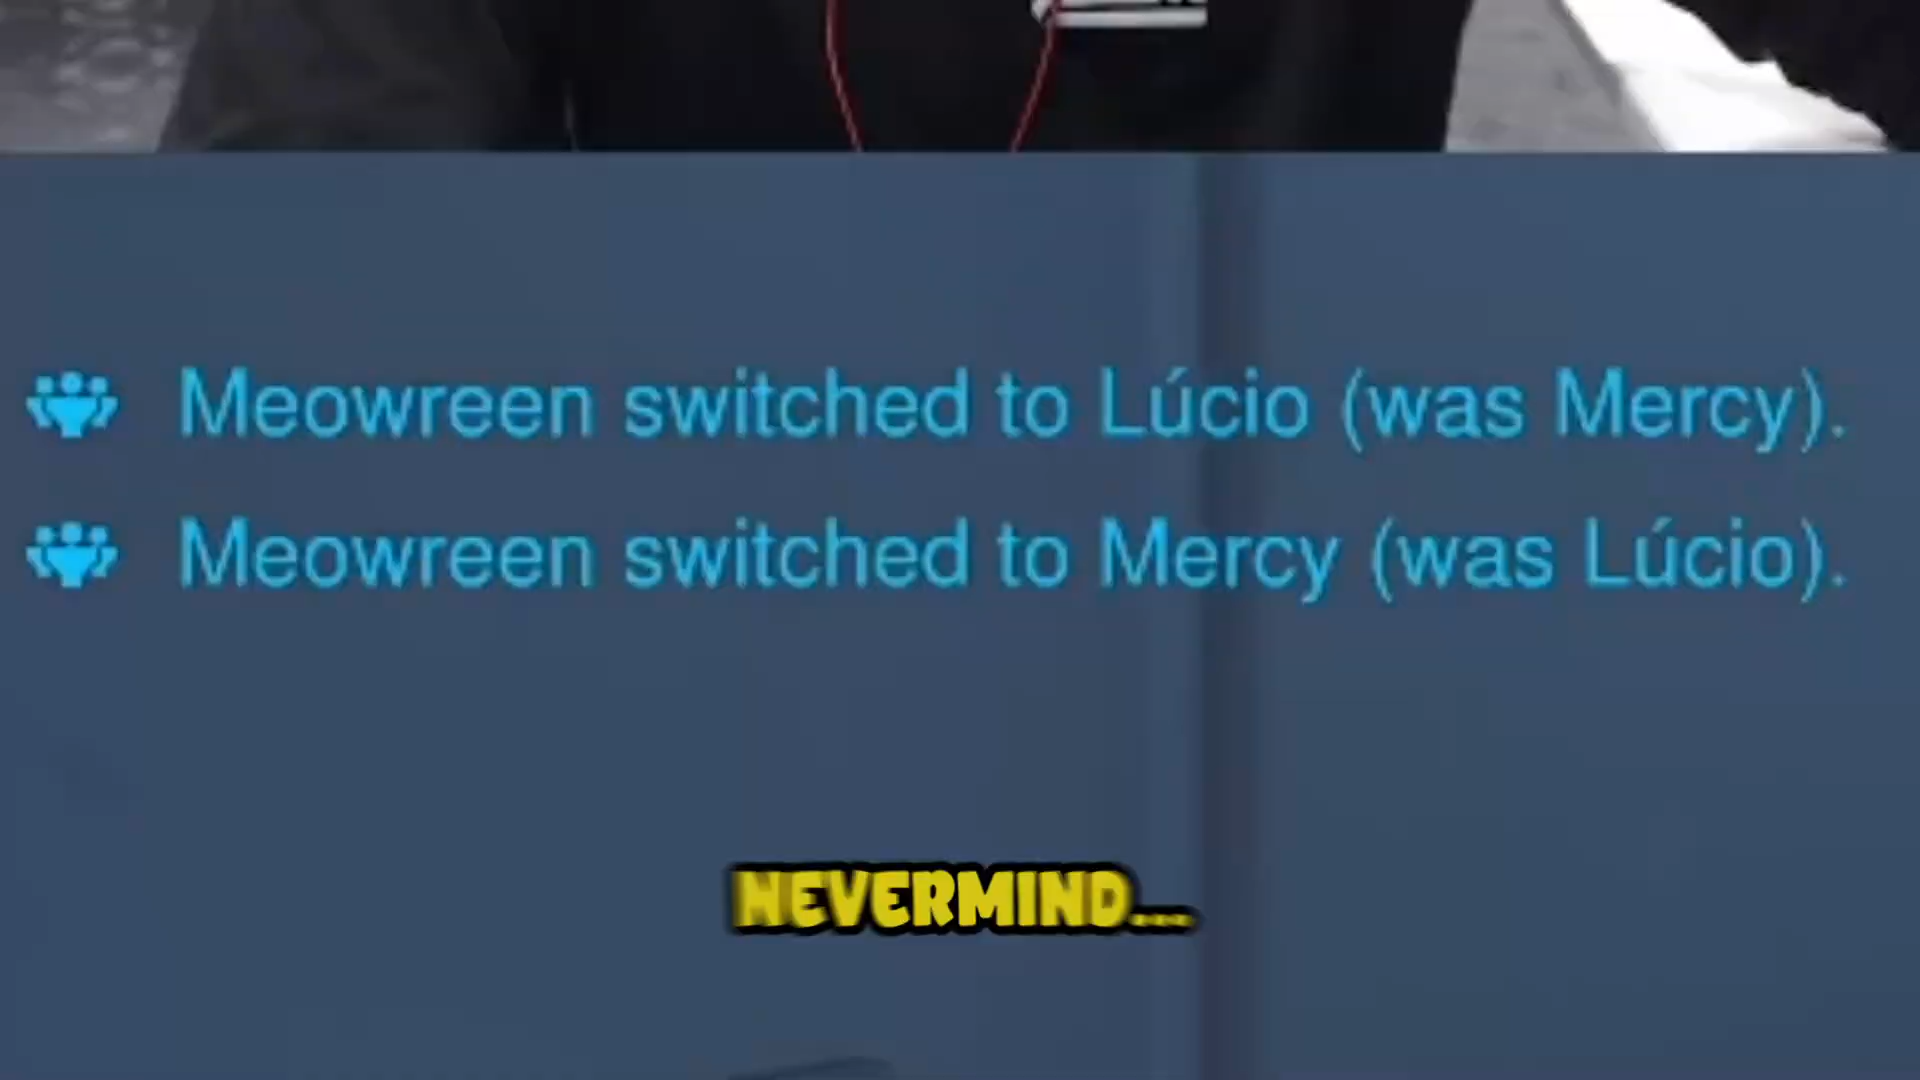 Meowreen switched to Lúcio (was Mercy).
Meowreen switched to Mercy (was Lúcio).
NEVERMIND...